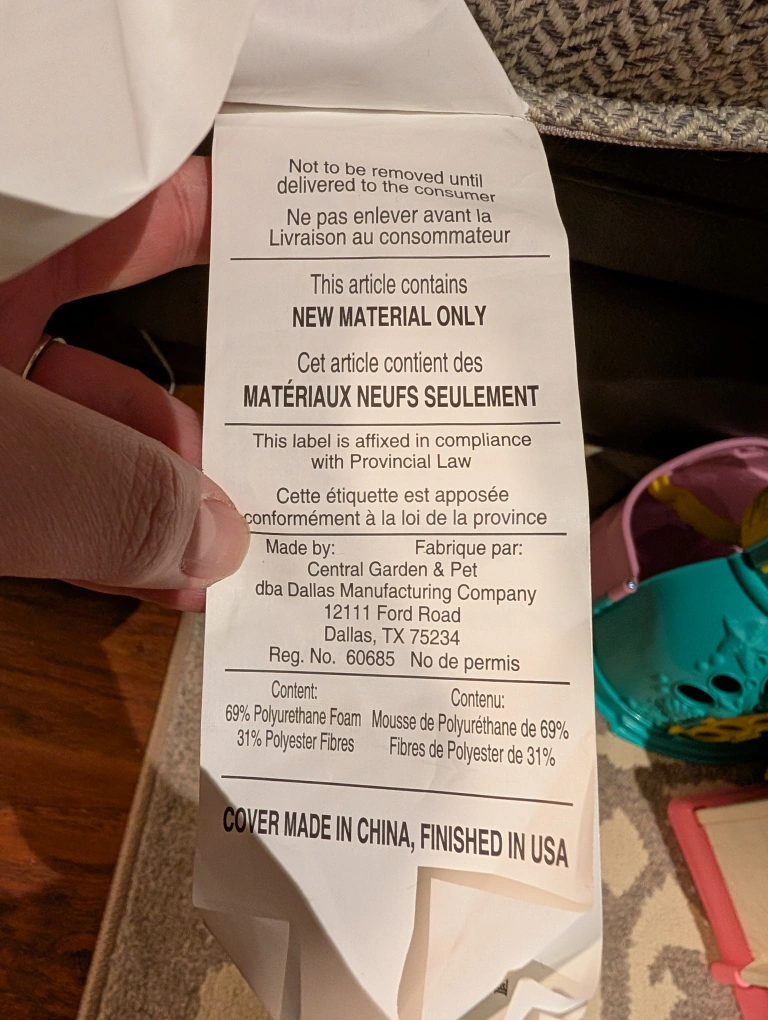 Not to be removed until
delivered to the consumer
Ne pas enlever avant la
Livraison au consommateur
This article contains
NEW MATERIAL ONLY
Cet article contient des
MATÉRIAUX NEUFS SEULEMENT
This label is affixed in compliance
with Provincial Law
Cette étiquette est apposée
conformément à la loi de la province
Made by: Fabrique par:
Central Garden & Pet
dba Dallas Manufacturing Company
12111 Ford Road
Dallas, TX 75234
Reg. No. 60685 No de permis
Content: Contenu:
69% Polyurethane Foam Mousse de Polyuréthane de 69%
31% Polyester Fibres Fibres de Polyester de 31%
COVER MADE IN CHINA, FINISHED IN USA